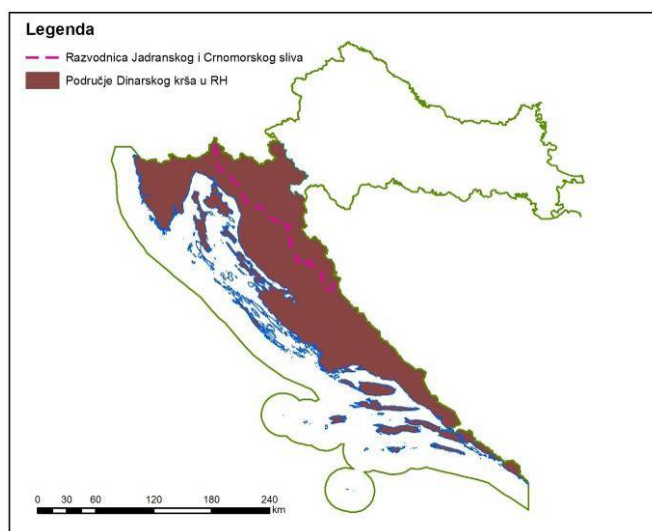 Legenda
Razvodnica Jadranskog i Crnomorskog sliva
Područje Dinarskog krša u RH
0 30 60 120 180 240
km